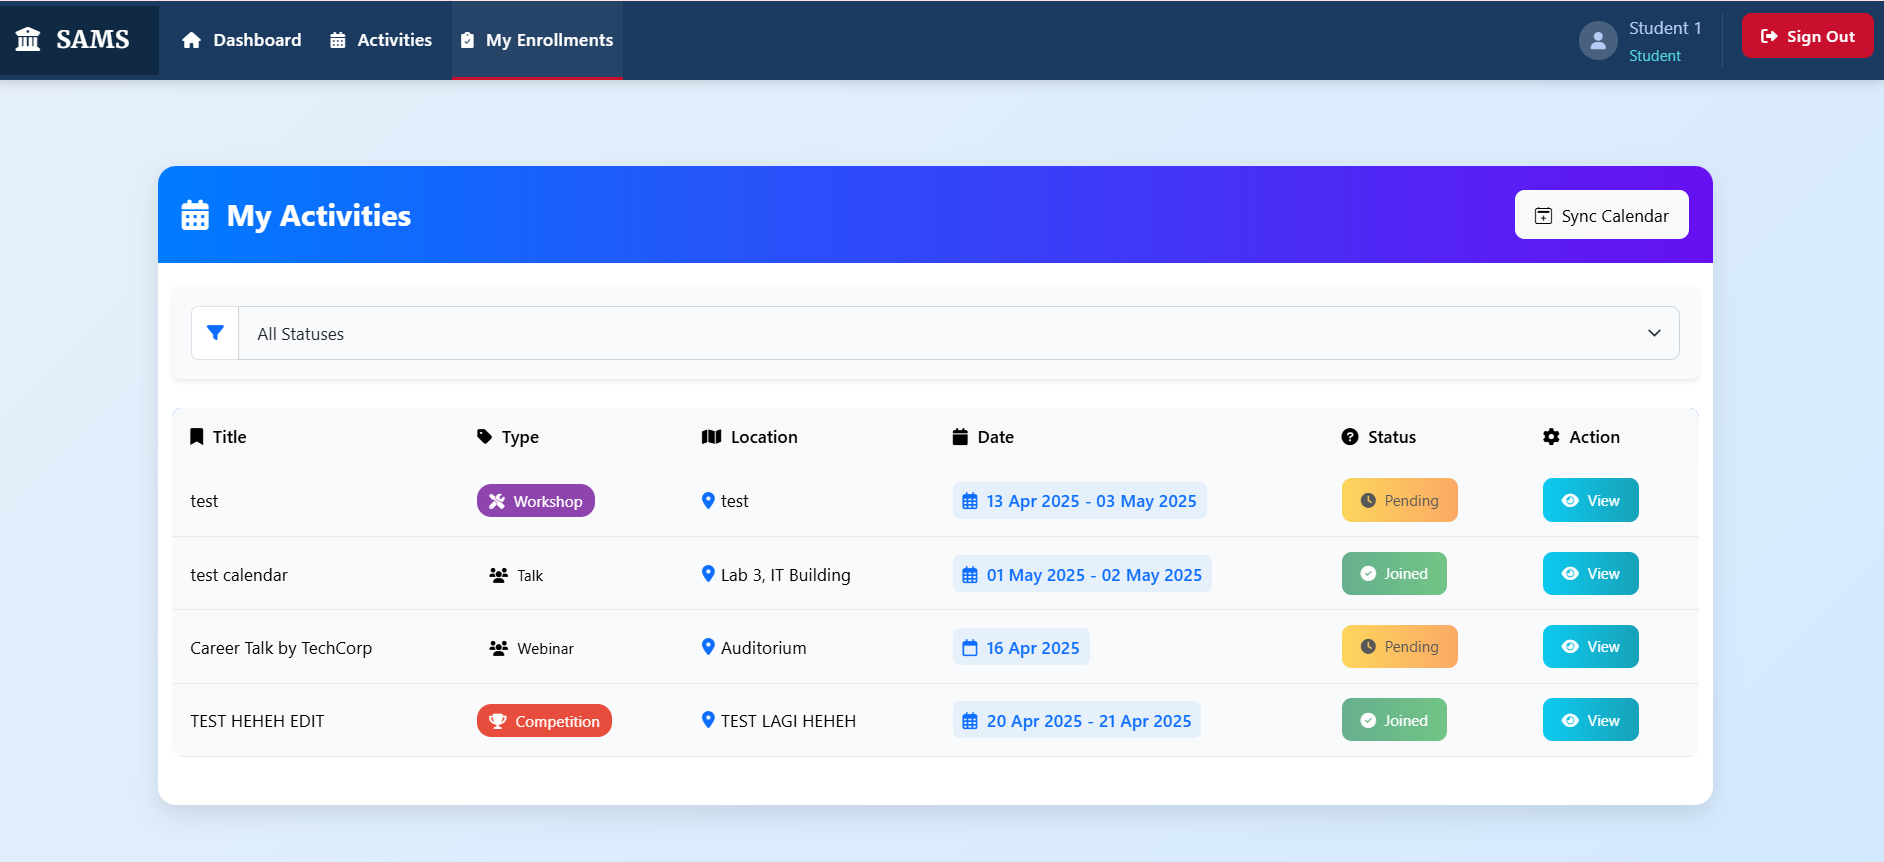 SAMS Dashboard Activities My Enrollments Student 1 Student Sign Out
My Activities Sync Calendar
All Statuses
Title Type Location Date Status Action
test Workshop test 13 Apr 2025 - 03 May 2025 Pending View
test calendar Talk Lab 3, IT Building 01 May 2025 - 02 May 2025 Joined View
Career Talk by TechCorp Webinar Auditorium 16 Apr 2025 Pending View
TEST HEHEH EDIT Competition TEST LAGI HEHEH 20 Apr 2025 - 21 Apr 2025 Joined View